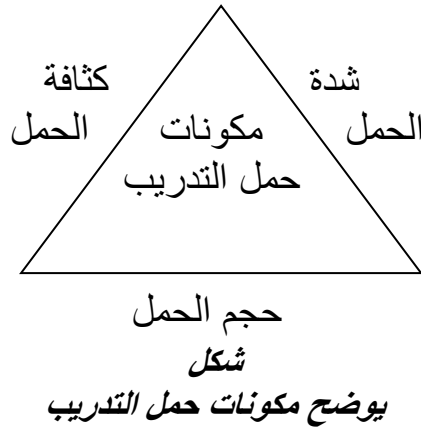 شدة
الحمل
كثافة
الحمل
مكونات
حمل التدريب
حجم الحمل
شكل
يوضح مكونات حمل التدريب